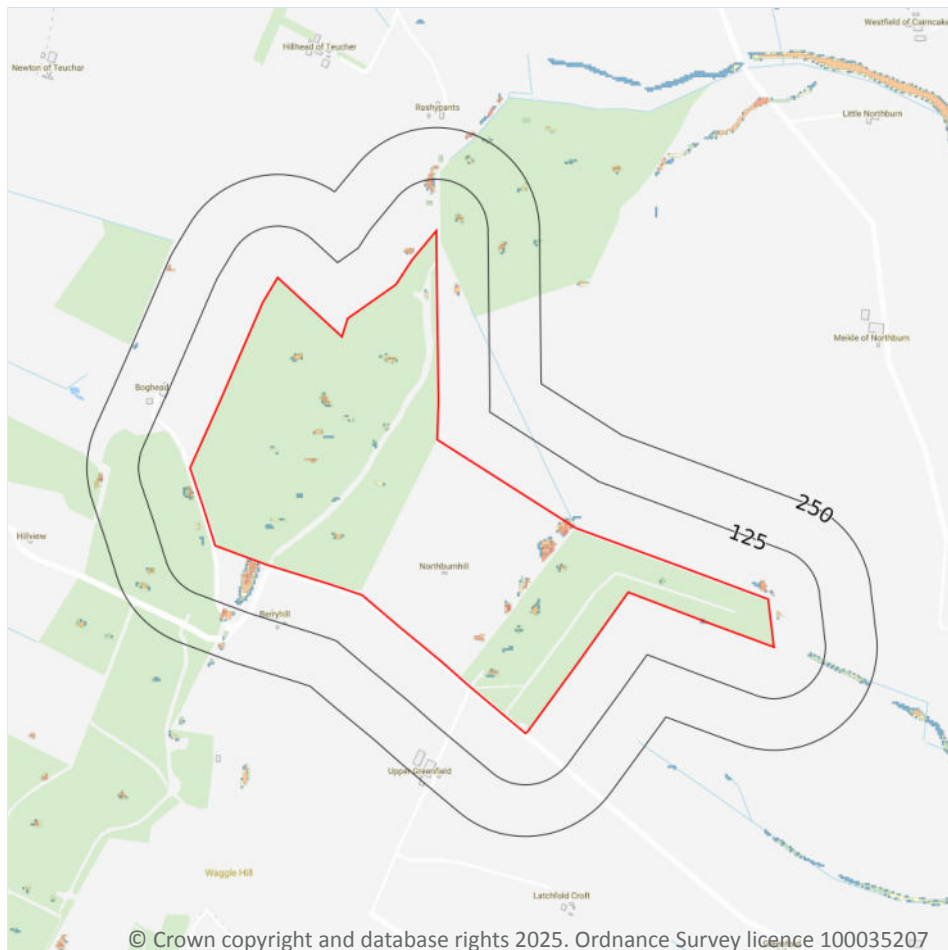 Westfield of Cairncake
Hillhead of Teucher
Newton of Teuchar
Rashypants
Little Northburn
Meikle of Northburn
Boghead
250
125
Hillview
Northburnhill
Berryhill
Upper Greenfield
Waggle Hill
Latchfold Croft
© Crown copyright and database rights 2025. Ordnance Survey licence 100035207